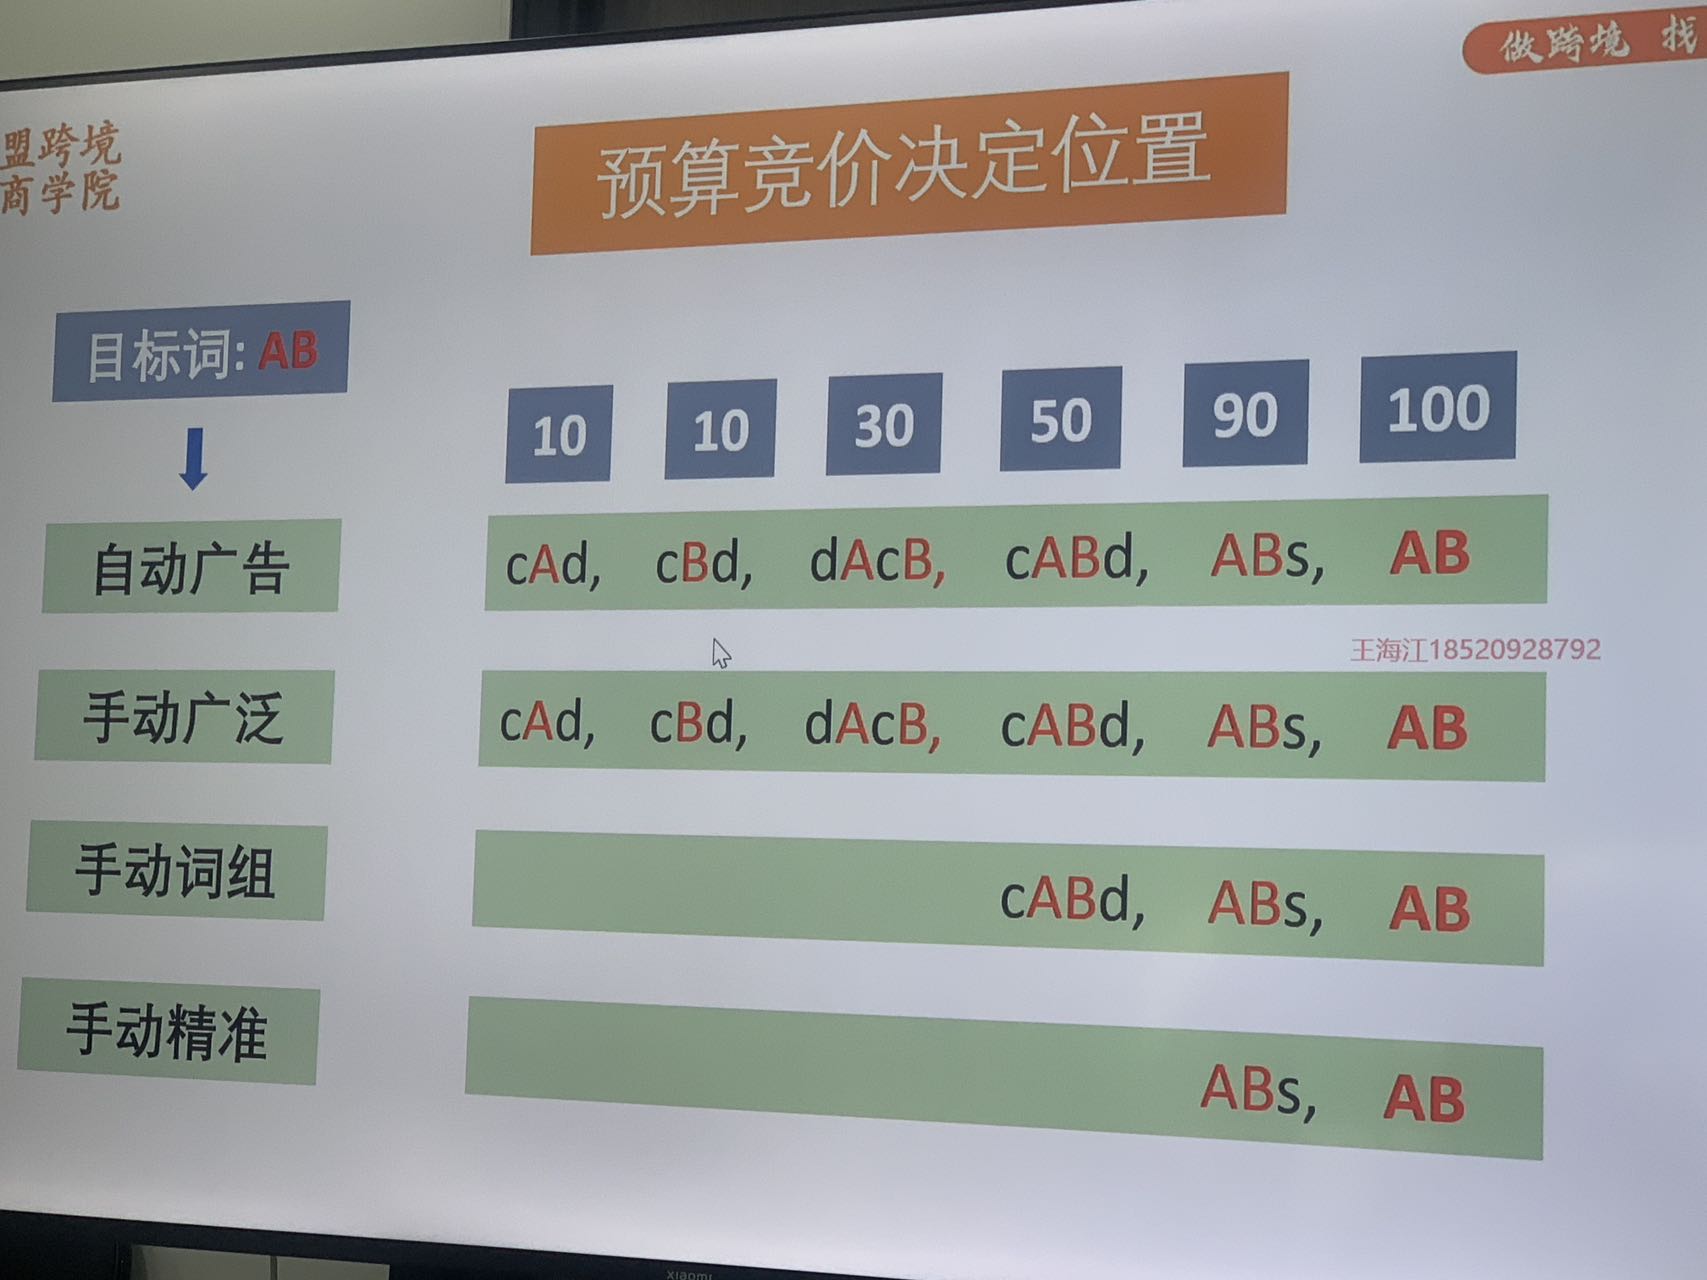 做跨境 找
盟跨境
商学院
预算竞价决定位置
目标词: AB
10 10 30 50 90 100
自动广告 cAd, cBd, dAcB, cABd, ABs, AB
王海江18520928792
手动广泛 cAd, cBd, dAcB, cABd, ABs, AB
手动词组 cABd, ABs, AB
手动精准 ABs, AB
xiaomi